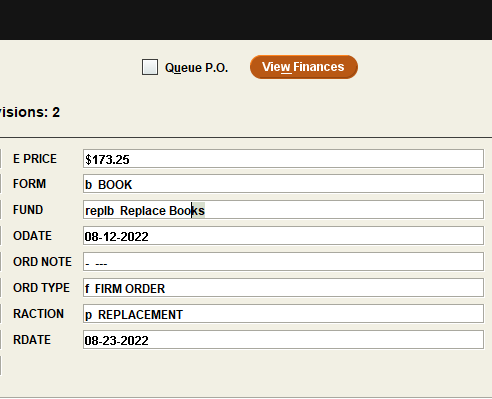 Queue P.O. View Finances
isions: 2
E PRICE $173.25
FORM b BOOK
FUND replb Replace Books
ODATE 08-12-2022
ORD NOTE - ---
ORD TYPE f FIRM ORDER
RACTION p REPLACEMENT
RDATE 08-23-2022